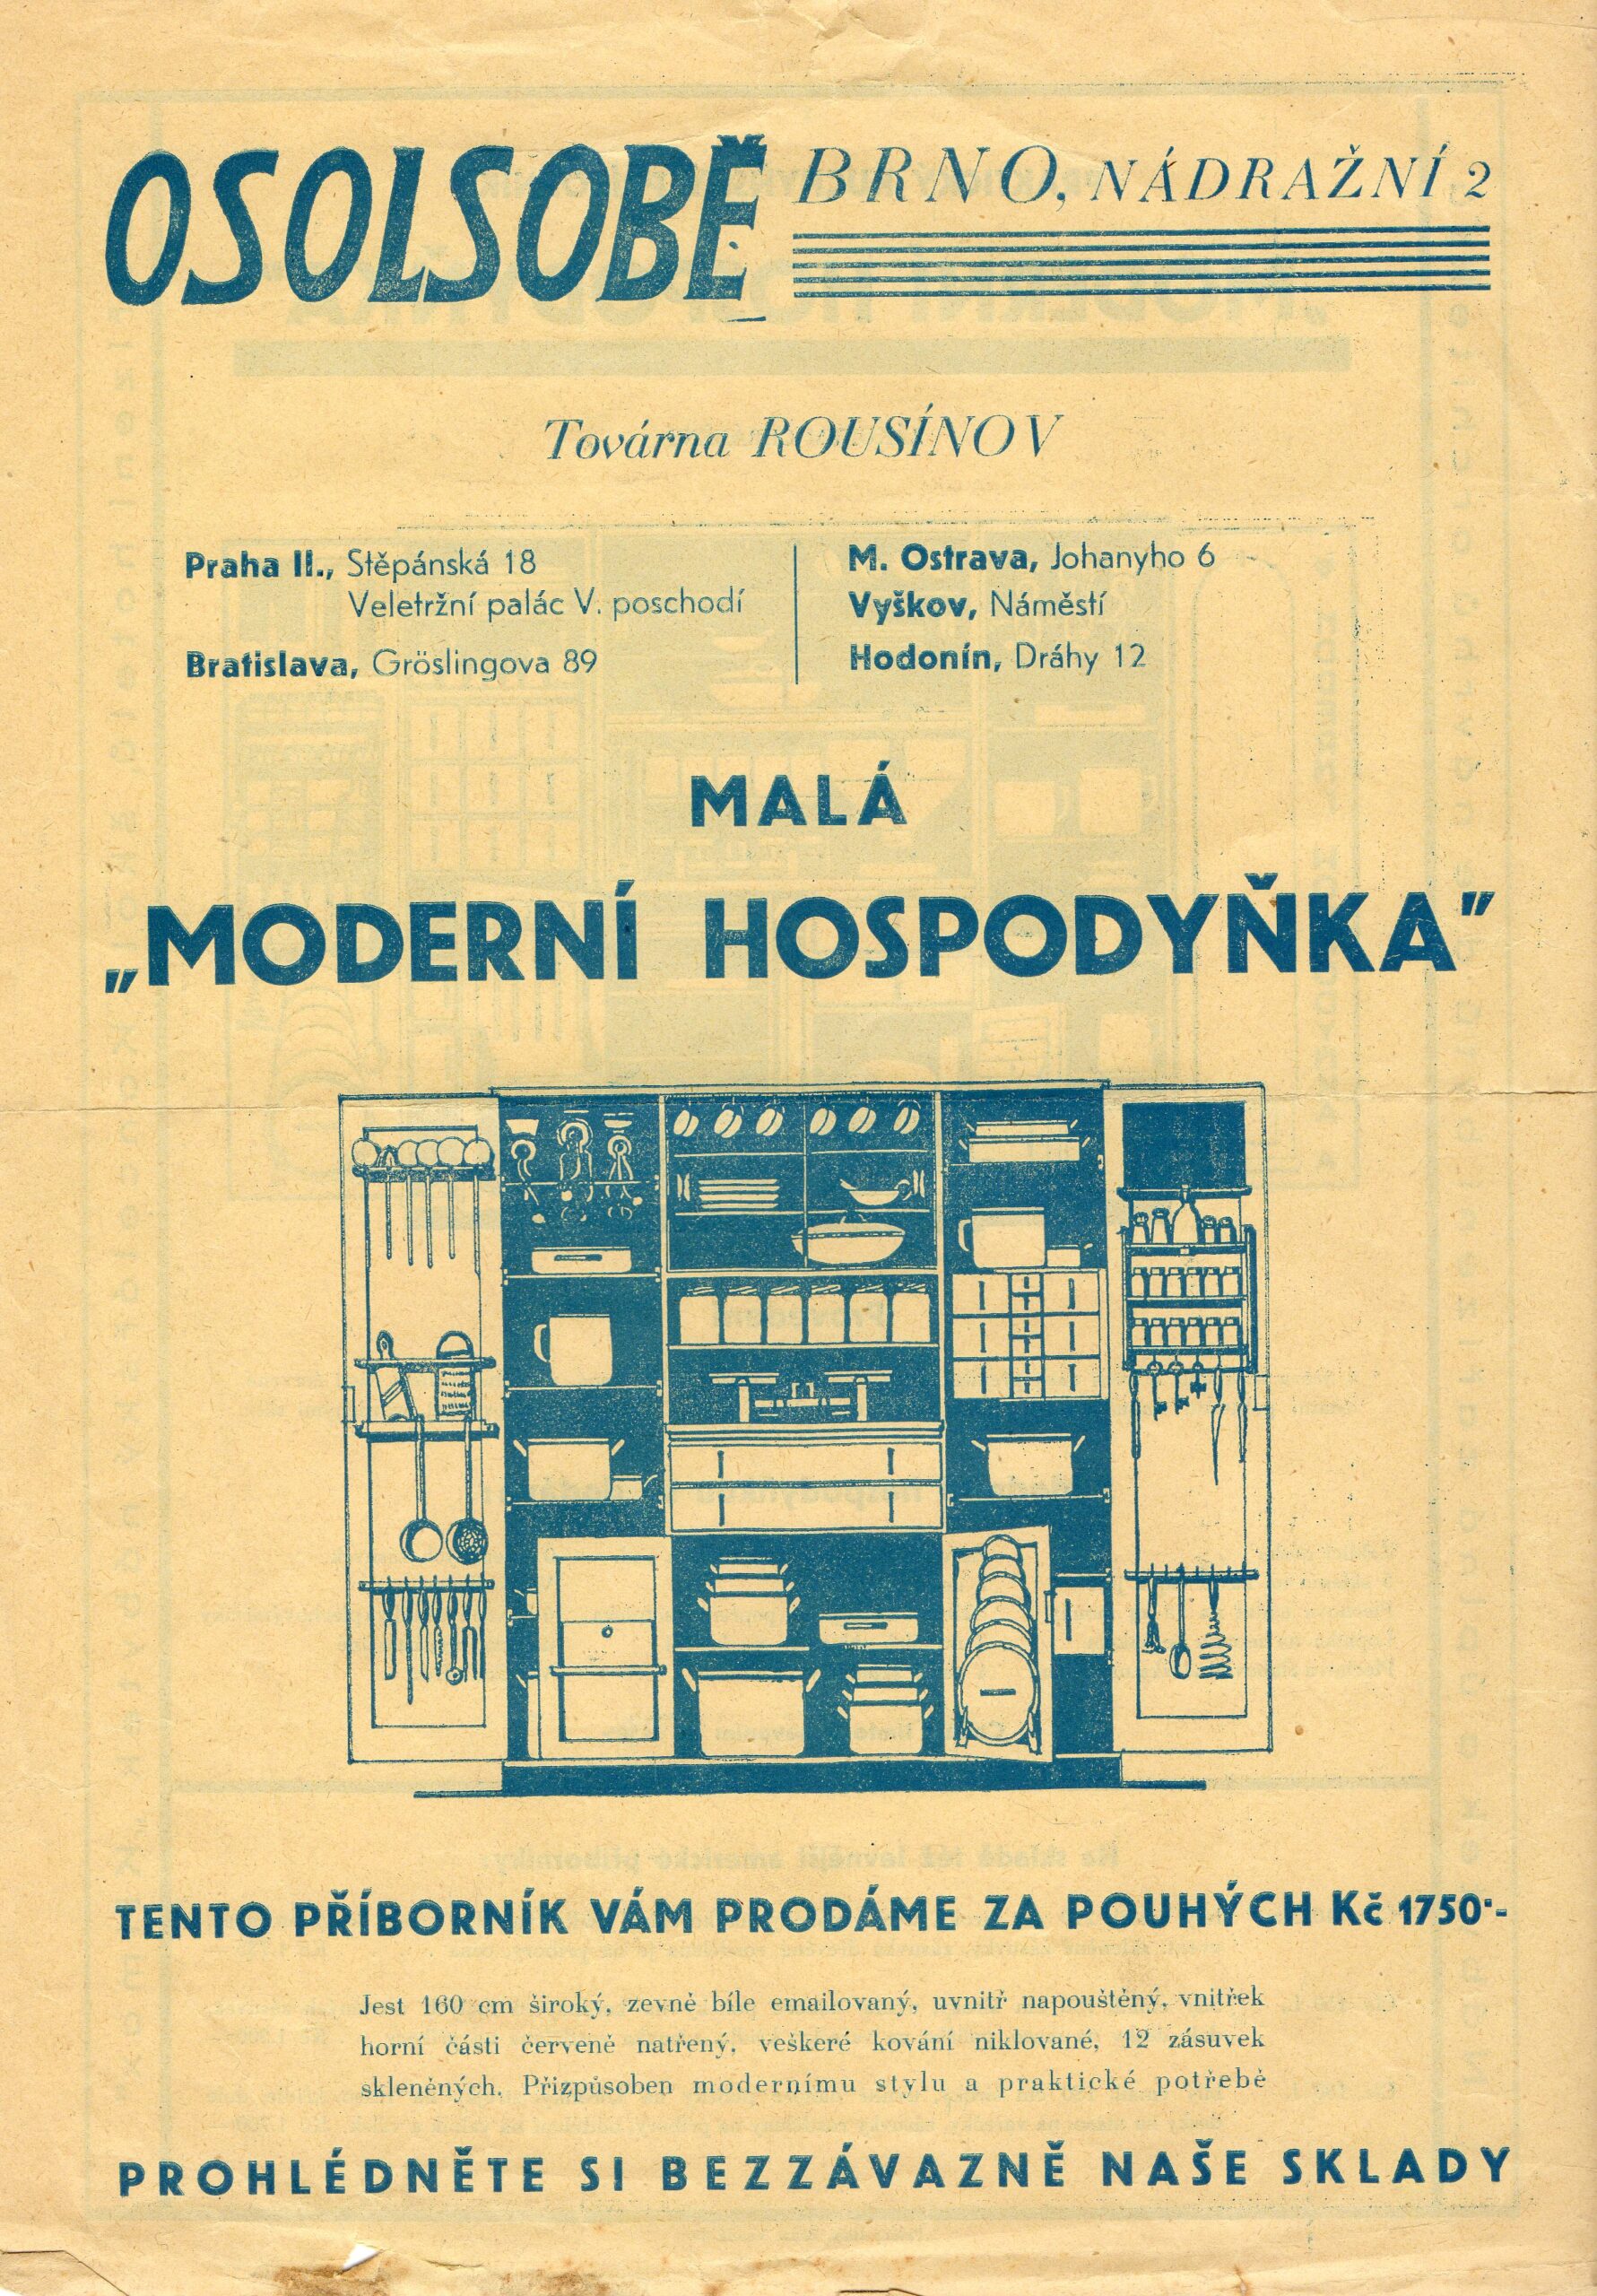 OSOLSOBĚ BRNO, NÁDRAŽNÍ 2
Továrna ROUSÍNOV
Praha II., Stěpánská 18
Veletržní palác V. poschodí
Bratislava, Gröslingova 89
M. Ostrava, Johanyho 6
Vyškov, Náměstí
Hodonín, Dráhy 12
MALÁ
„MODERNÍ HOSPODYŇKA"
TENTO PŘÍBORNÍK VÁM PRODÁME ZA POUHÝCH Kč 1750·-
Jest 160 cm široký, zevně bíle emailovaný, uvnitř napouštěný, vnitřek
horní části červeně natřený, veškeré kování niklované, 12 zásuvek
skleněných. Přizpůsoben modernímu stylu a praktické potřebě
PROHLÉDNĚTE SI BEZZÁVAZNĚ NAŠE SKLADY